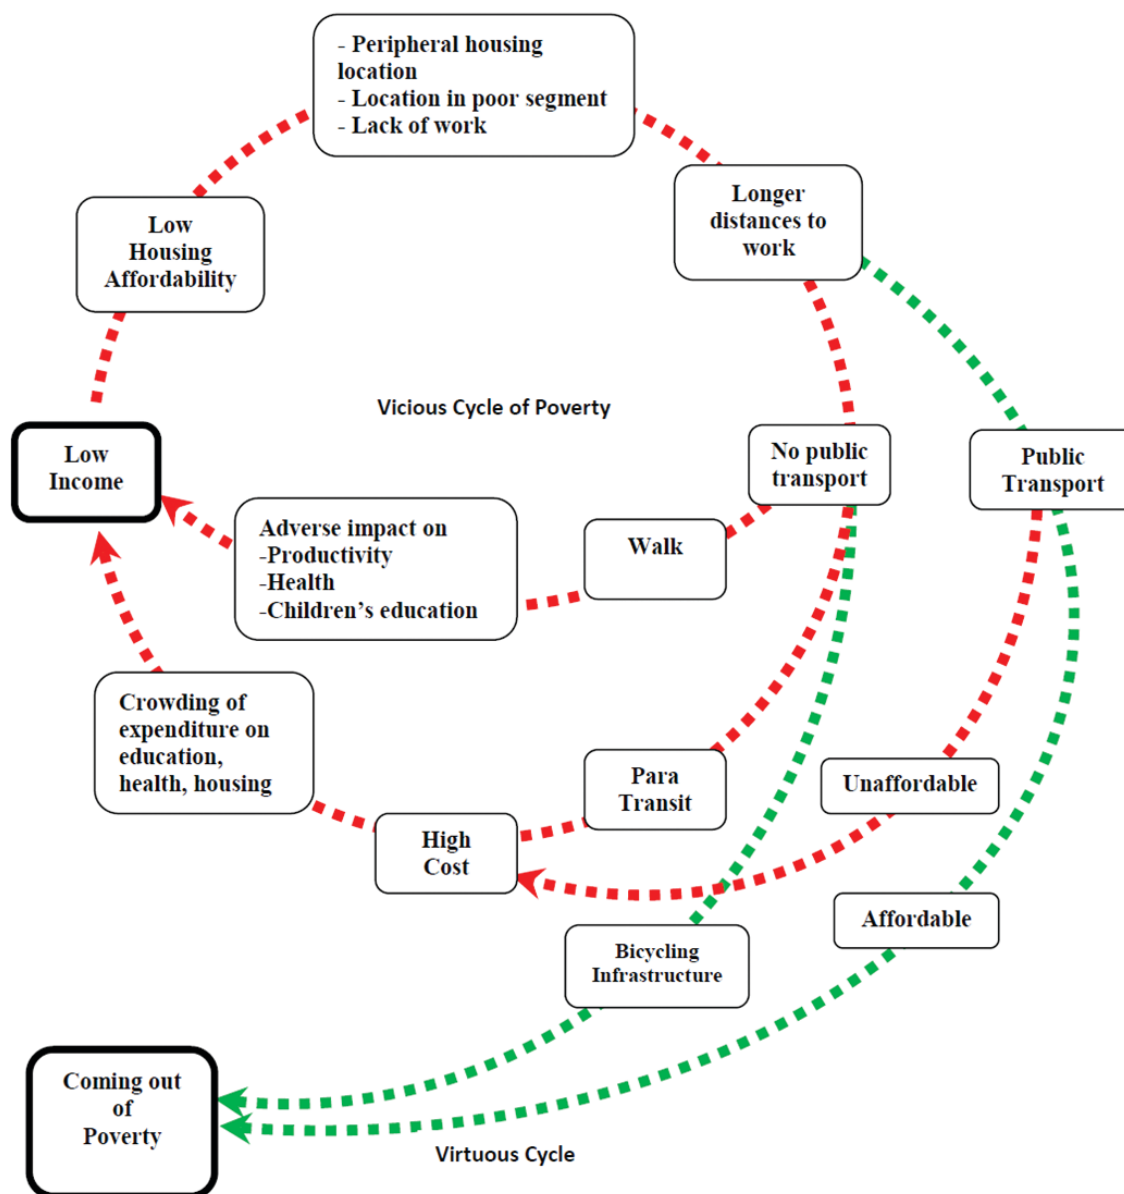 - Peripheral housing
location
- Location in poor segment
- Lack of work
Longer
distances to
work
Low
Housing
Affordability
Vicious Cycle of Poverty
Low
Income
No public
transport
Public
Transport
Adverse impact on
-Productivity
-Health
-Children’s education
Walk
Crowding of
expenditure on
education,
health, housing
Para
Transit
Unaffordable
High
Cost
Affordable
Bicycling
Infrastructure
Coming out
of
Poverty
Virtuous Cycle